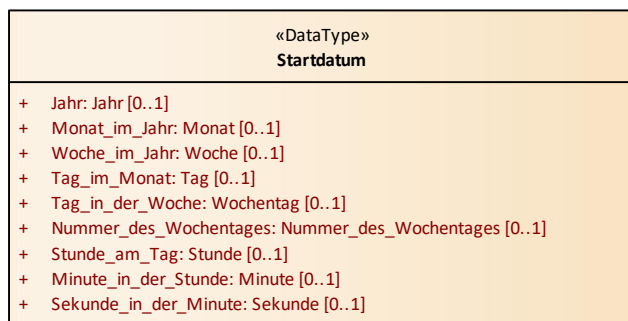 «DataType»
Startdatum
+ Jahr: Jahr [0..1]
+ Monat_im_Jahr: Monat [0..1]
+ Woche_im_Jahr: Woche [0..1]
+ Tag_im_Monat: Tag [0..1]
+ Tag_in_der_Woche: Wochentag [0..1]
+ Nummer_des_Wochentages: Nummer_des_Wochentages [0..1]
+ Stunde_am_Tag: Stunde [0..1]
+ Minute_in_der_Stunde: Minute [0..1]
+ Sekunde_in_der_Minute: Sekunde [0..1]